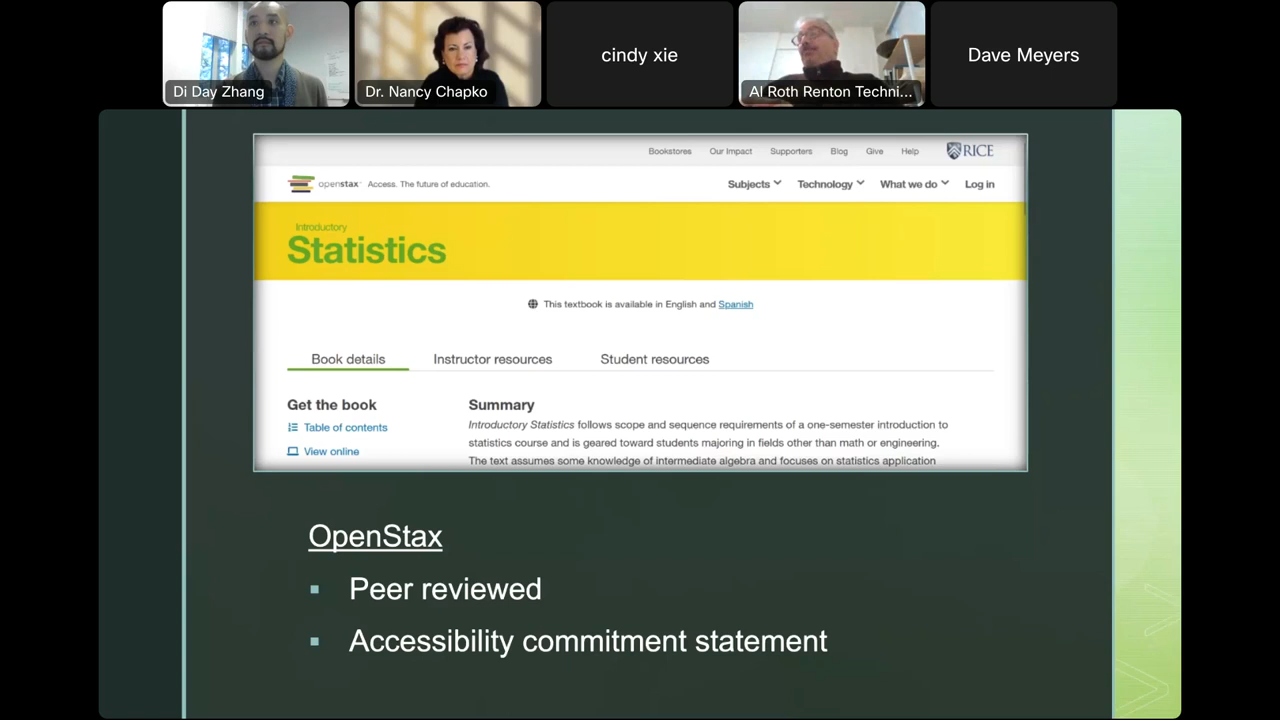 Di Day Zhang
Dr. Nancy Chapko
cindy xie
Al Roth Renton Techni...
Dave Meyers
Bookstores Our Impact Supporters Blog Give Help RICE
openstax Access. The future of education. Subjects Technology What we do Log in
Introductory
Statistics
This textbook is available in English and Spanish
Book details Instructor resources Student resources
Get the book
Table of contents
View online
Summary
Introductory Statistics follows scope and sequence requirements of a one-semester introduction to
statistics course and is geared toward students majoring in fields other than math or engineering.
The text assumes some knowledge of intermediate algebra and focuses on statistics application
OpenStax
▪ Peer reviewed
▪ Accessibility commitment statement